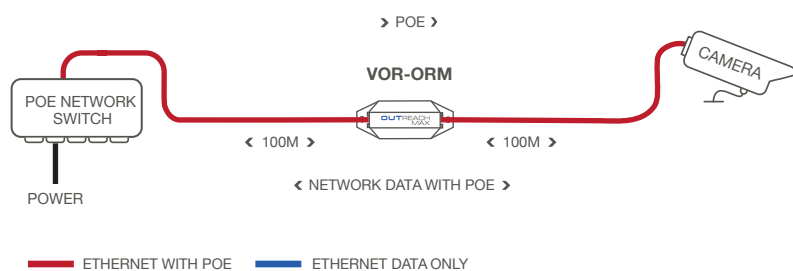 › POE ›
VOR-ORM
CAMERA
POE NETWORK
SWITCH
OUTREACH
MAX
‹ 100M ›
‹ 100M ›
‹ NETWORK DATA WITH POE ›
POWER
ETHERNET WITH POE
ETHERNET DATA ONLY